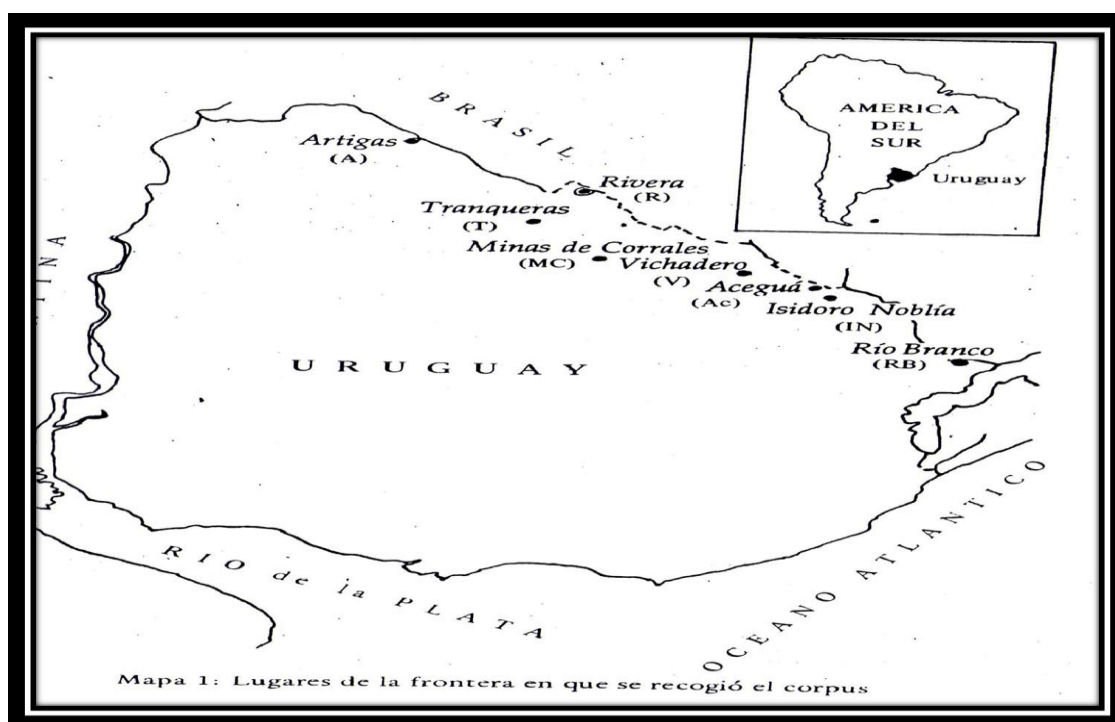 BRASIL
AMERICA
DEL
SUR
Uruguay
Artigas
(A)
Rivera
(R)
Tranqueras
(T)
Minas de Corrales
(MC)
Vichadero
(V)
Aceguá
(Ac)
Isidoro Noblía
(IN)
Río Branco
(RB)
TINA
URUGUAY
RIO de la PLATA
OCEANO ATLANTICO
Mapa 1: Lugares de la frontera en que se recogió el corpus